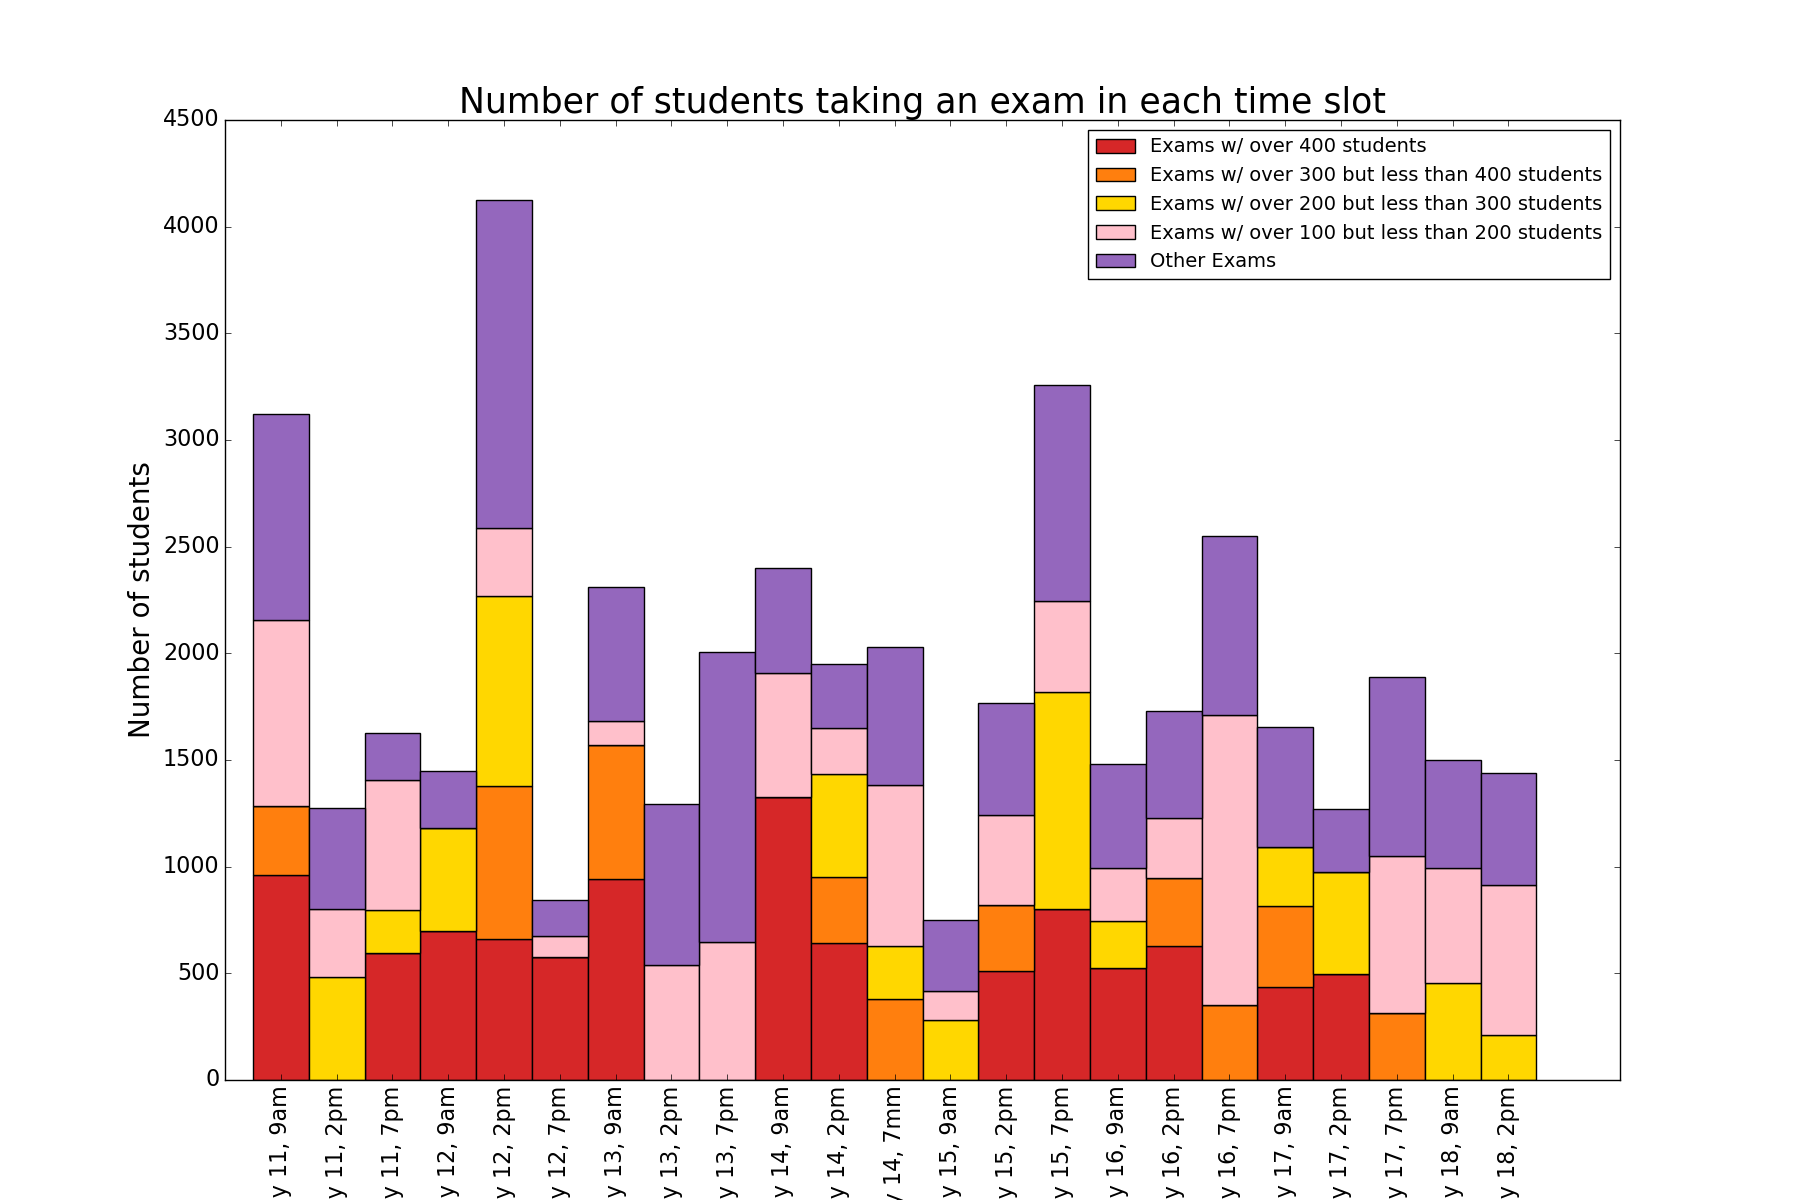 Number of students taking an exam in each time slot
4500
4000
3500
3000
2500
2000
1500
1000
500
0
Number of students
Exams w/ over 400 students
Exams w/ over 300 but less than 400 students
Exams w/ over 200 but less than 300 students
Exams w/ over 100 but less than 200 students
Other Exams
y 11, 9am
y 11, 2pm
y 11, 7pm
y 12, 9am
y 12, 2pm
y 12, 7pm
y 13, 9am
y 13, 2pm
y 13, 7pm
y 14, 9am
y 14, 2pm
y 14, 7mm
y 15, 9am
y 15, 2pm
y 15, 7pm
y 16, 9am
y 16, 2pm
y 16, 7pm
y 17, 9am
y 17, 2pm
y 17, 7pm
y 18, 9am
y 18, 2pm